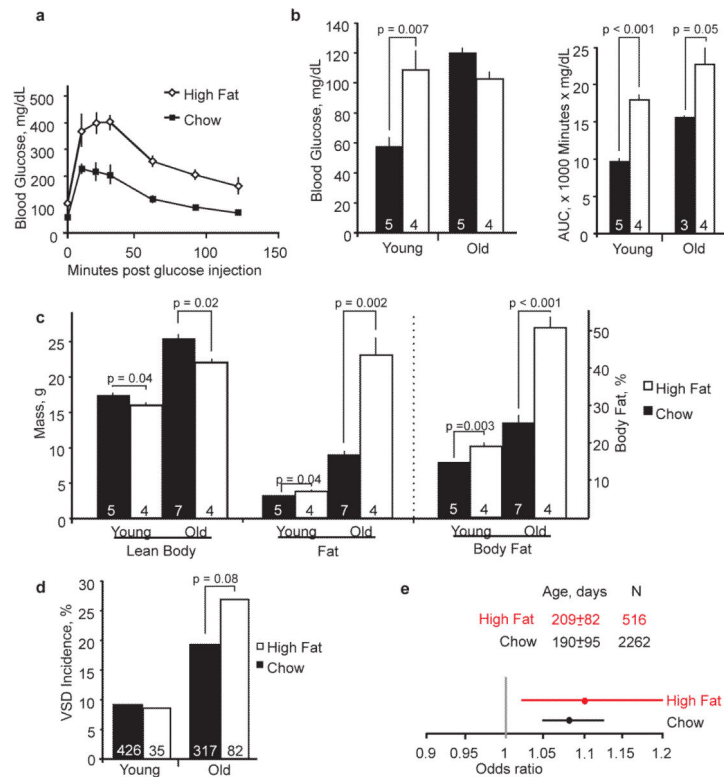 a
Blood Glucose, mg/dL
500
400
300
200
100
0
High Fat
Chow
0 50 100 150
Minutes post glucose injection
b
Blood Glucose, mg/dL
140
120
100
80
60
40
20
0
p = 0.007
5 4 5 4
Young Old
AUC, x 1000 Minutes x mg/dL
25
20
15
10
5
0
p < 0.001 p = 0.05
5 4 3 4
Young Old
c
Mass, g
25
20
15
10
5
0
p = 0.04
p = 0.02
p = 0.04
p = 0.002
p =0.003
p < 0.001
5 4 7 4 5 4 7 4 5 4 7 4
Young Old Young Old Young Old
Lean Body Fat Body Fat
50
40
30
20
10
Body Fat, %
High Fat
Chow
d
VSD Incidence, %
30
25
20
15
10
5
0
p = 0.08
426 35 317 82
Young Old
High Fat
Chow
e
Age, days N
High Fat 209±82 516
Chow 190±95 2262
High Fat
Chow
0.9 0.95 1 1.05 1.1 1.15 1.2
Odds ratio